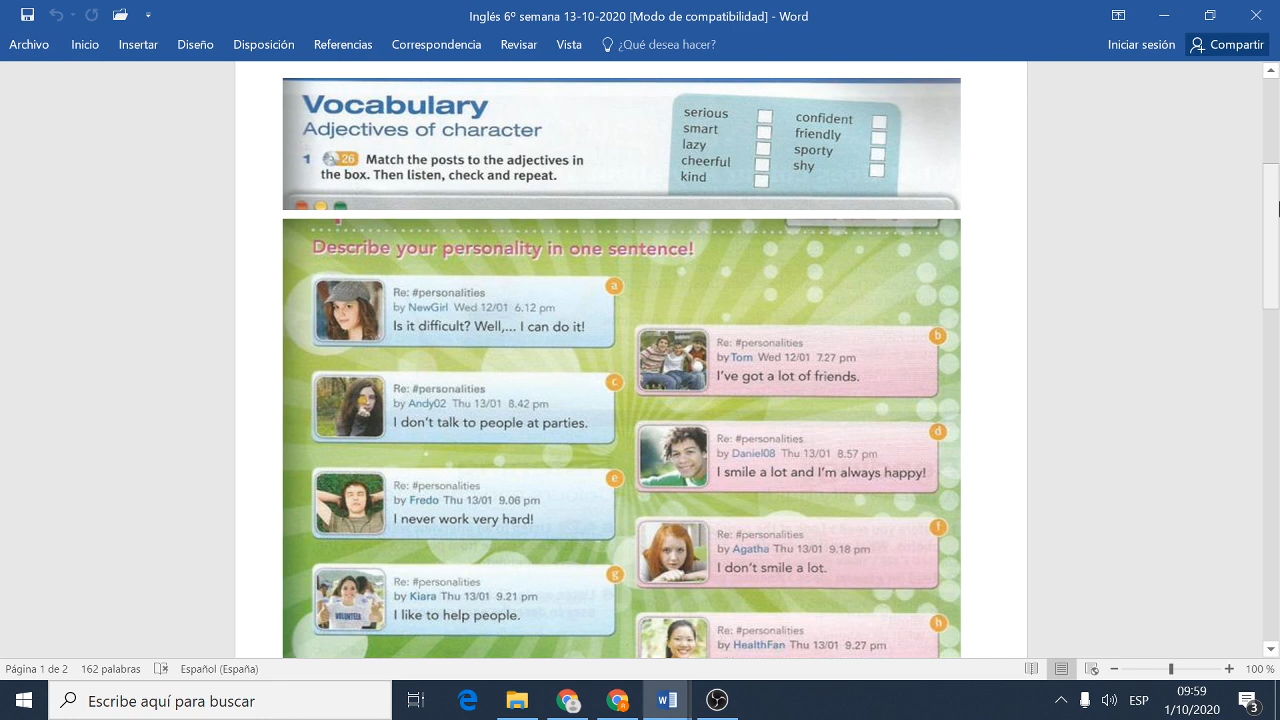 Inglés 6º semana 13-10-2020 [Modo de compatibilidad] - Word
Archivo Inicio Insertar Diseño Disposición Referencias Correspondencia Revisar Vista ¿Qué desea hacer? Iniciar sesión Compartir
Vocabulary
Adjectives of character
1 26 Match the posts to the adjectives in
the box. Then listen, check and repeat.
serious
smart
lazy
cheerful
kind
confident
friendly
sporty
shy
Describe your personality in one sentence!
a
Re: #personalities
by NewGirl Wed 12/01 6.12 pm
Is it difficult? Well,... I can do it!
b
Re: #personalities
by Tom Wed 12/01 7.27 pm
I've got a lot of friends.
c
Re: #personalities
by Andy02 Thu 13/01 8.42 pm
I don't talk to people at parties.
d
Re: #personalities
by Daniel08 Thu 13/01 8.57 pm
I smile a lot and I'm always happy!
e
Re: #personalities
by Fredo Thu 13/01 9.06 pm
I never work very hard!
f
Re: #personalities
by Agatha Thu 13/01 9.18 pm
I don't smile a lot.
g
Re: #personalities
by Kiara Thu 13/01 9.21 pm
I like to help people.
VOLUNTEER
h
Re: #personalities
by HealthFan Thu 13/01 9.27 pm
Página 1 de 2 162 palabras Español (España) 100 %
Escribe aquí para buscar
ESP
09:59
1/10/2020
3